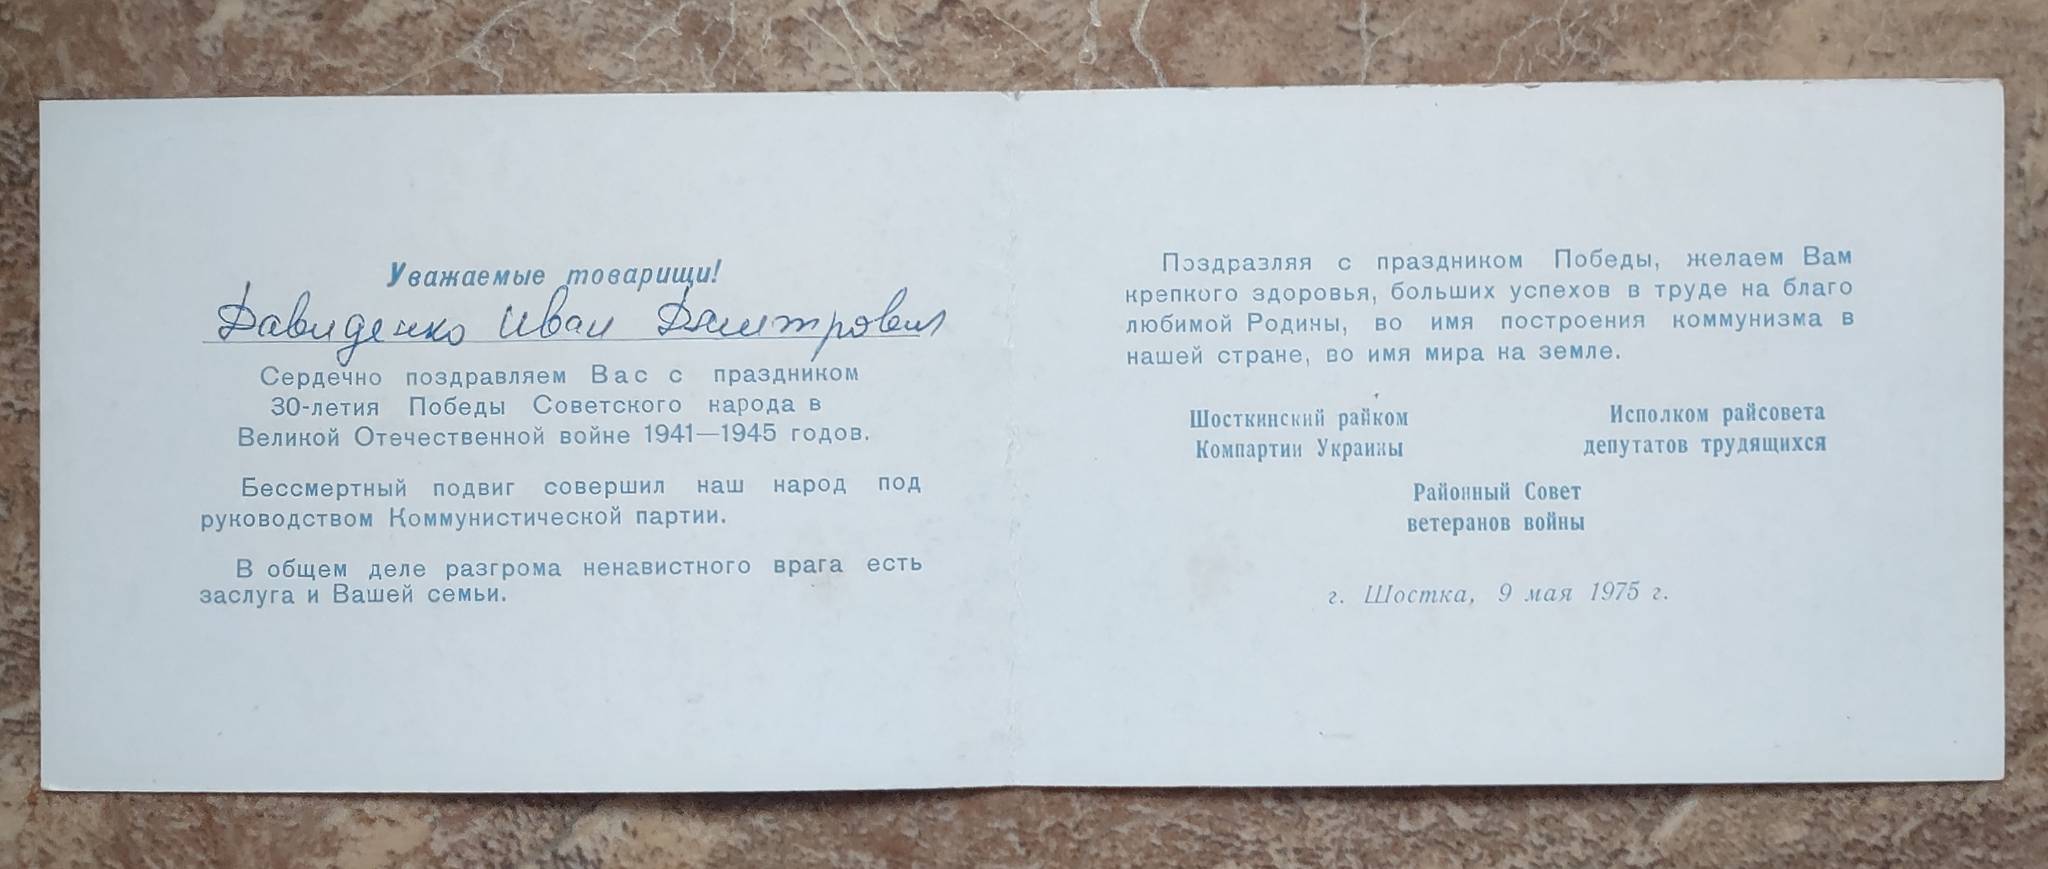 Уважаемые товарищи!
Давиденко Иван Дмитрович
Сердечно поздравляем Вас с праздником
30-летия Победы Советского народа в
Великой Отечественной войне 1941—1945 годов.
Бессмертный подвиг совершил наш народ под
руководством Коммунистической партии.
В общем деле разгрома ненавистного врага есть
заслуга и Вашей семьи.
Поздразляя с праздником Победы, желаем Вам
крепкого здоровья, больших успехов в труде на благо
любимой Родины, во имя построения коммунизма в
нашей стране, во имя мира на земле.
Шосткинский райком
Компартии Украины
Исполком райсовета
депутатов трудящихся
Районный Совет
ветеранов войны
г. Шостка, 9 мая 1975 г.